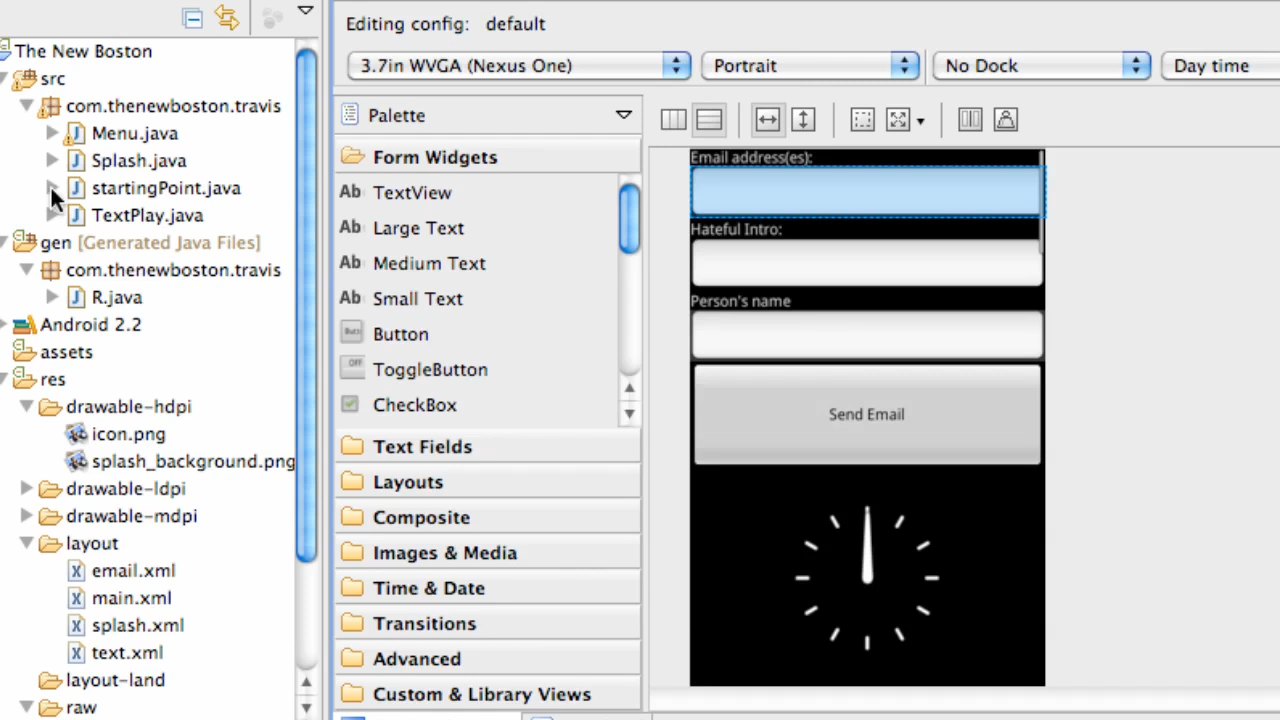 The New Boston
src
com.thenewboston.travis
Menu.java
Splash.java
startingPoint.java
TextPlay.java
gen [Generated Java Files]
com.thenewboston.travis
R.java
Android 2.2
assets
res
drawable-hdpi
icon.png
splash_background.png
drawable-ldpi
drawable-mdpi
layout
email.xml
main.xml
splash.xml
text.xml
layout-land
raw
Editing config: default
3.7in WVGA (Nexus One)
Portrait
No Dock
Day time
Palette
Form Widgets
Ab TextView
Ab Large Text
Ab Medium Text
Ab Small Text
Button
OFF ToggleButton
CheckBox
Text Fields
Layouts
Composite
Images & Media
Time & Date
Transitions
Advanced
Custom & Library Views
Email address(es):
Hateful Intro:
Person's name
Send Email